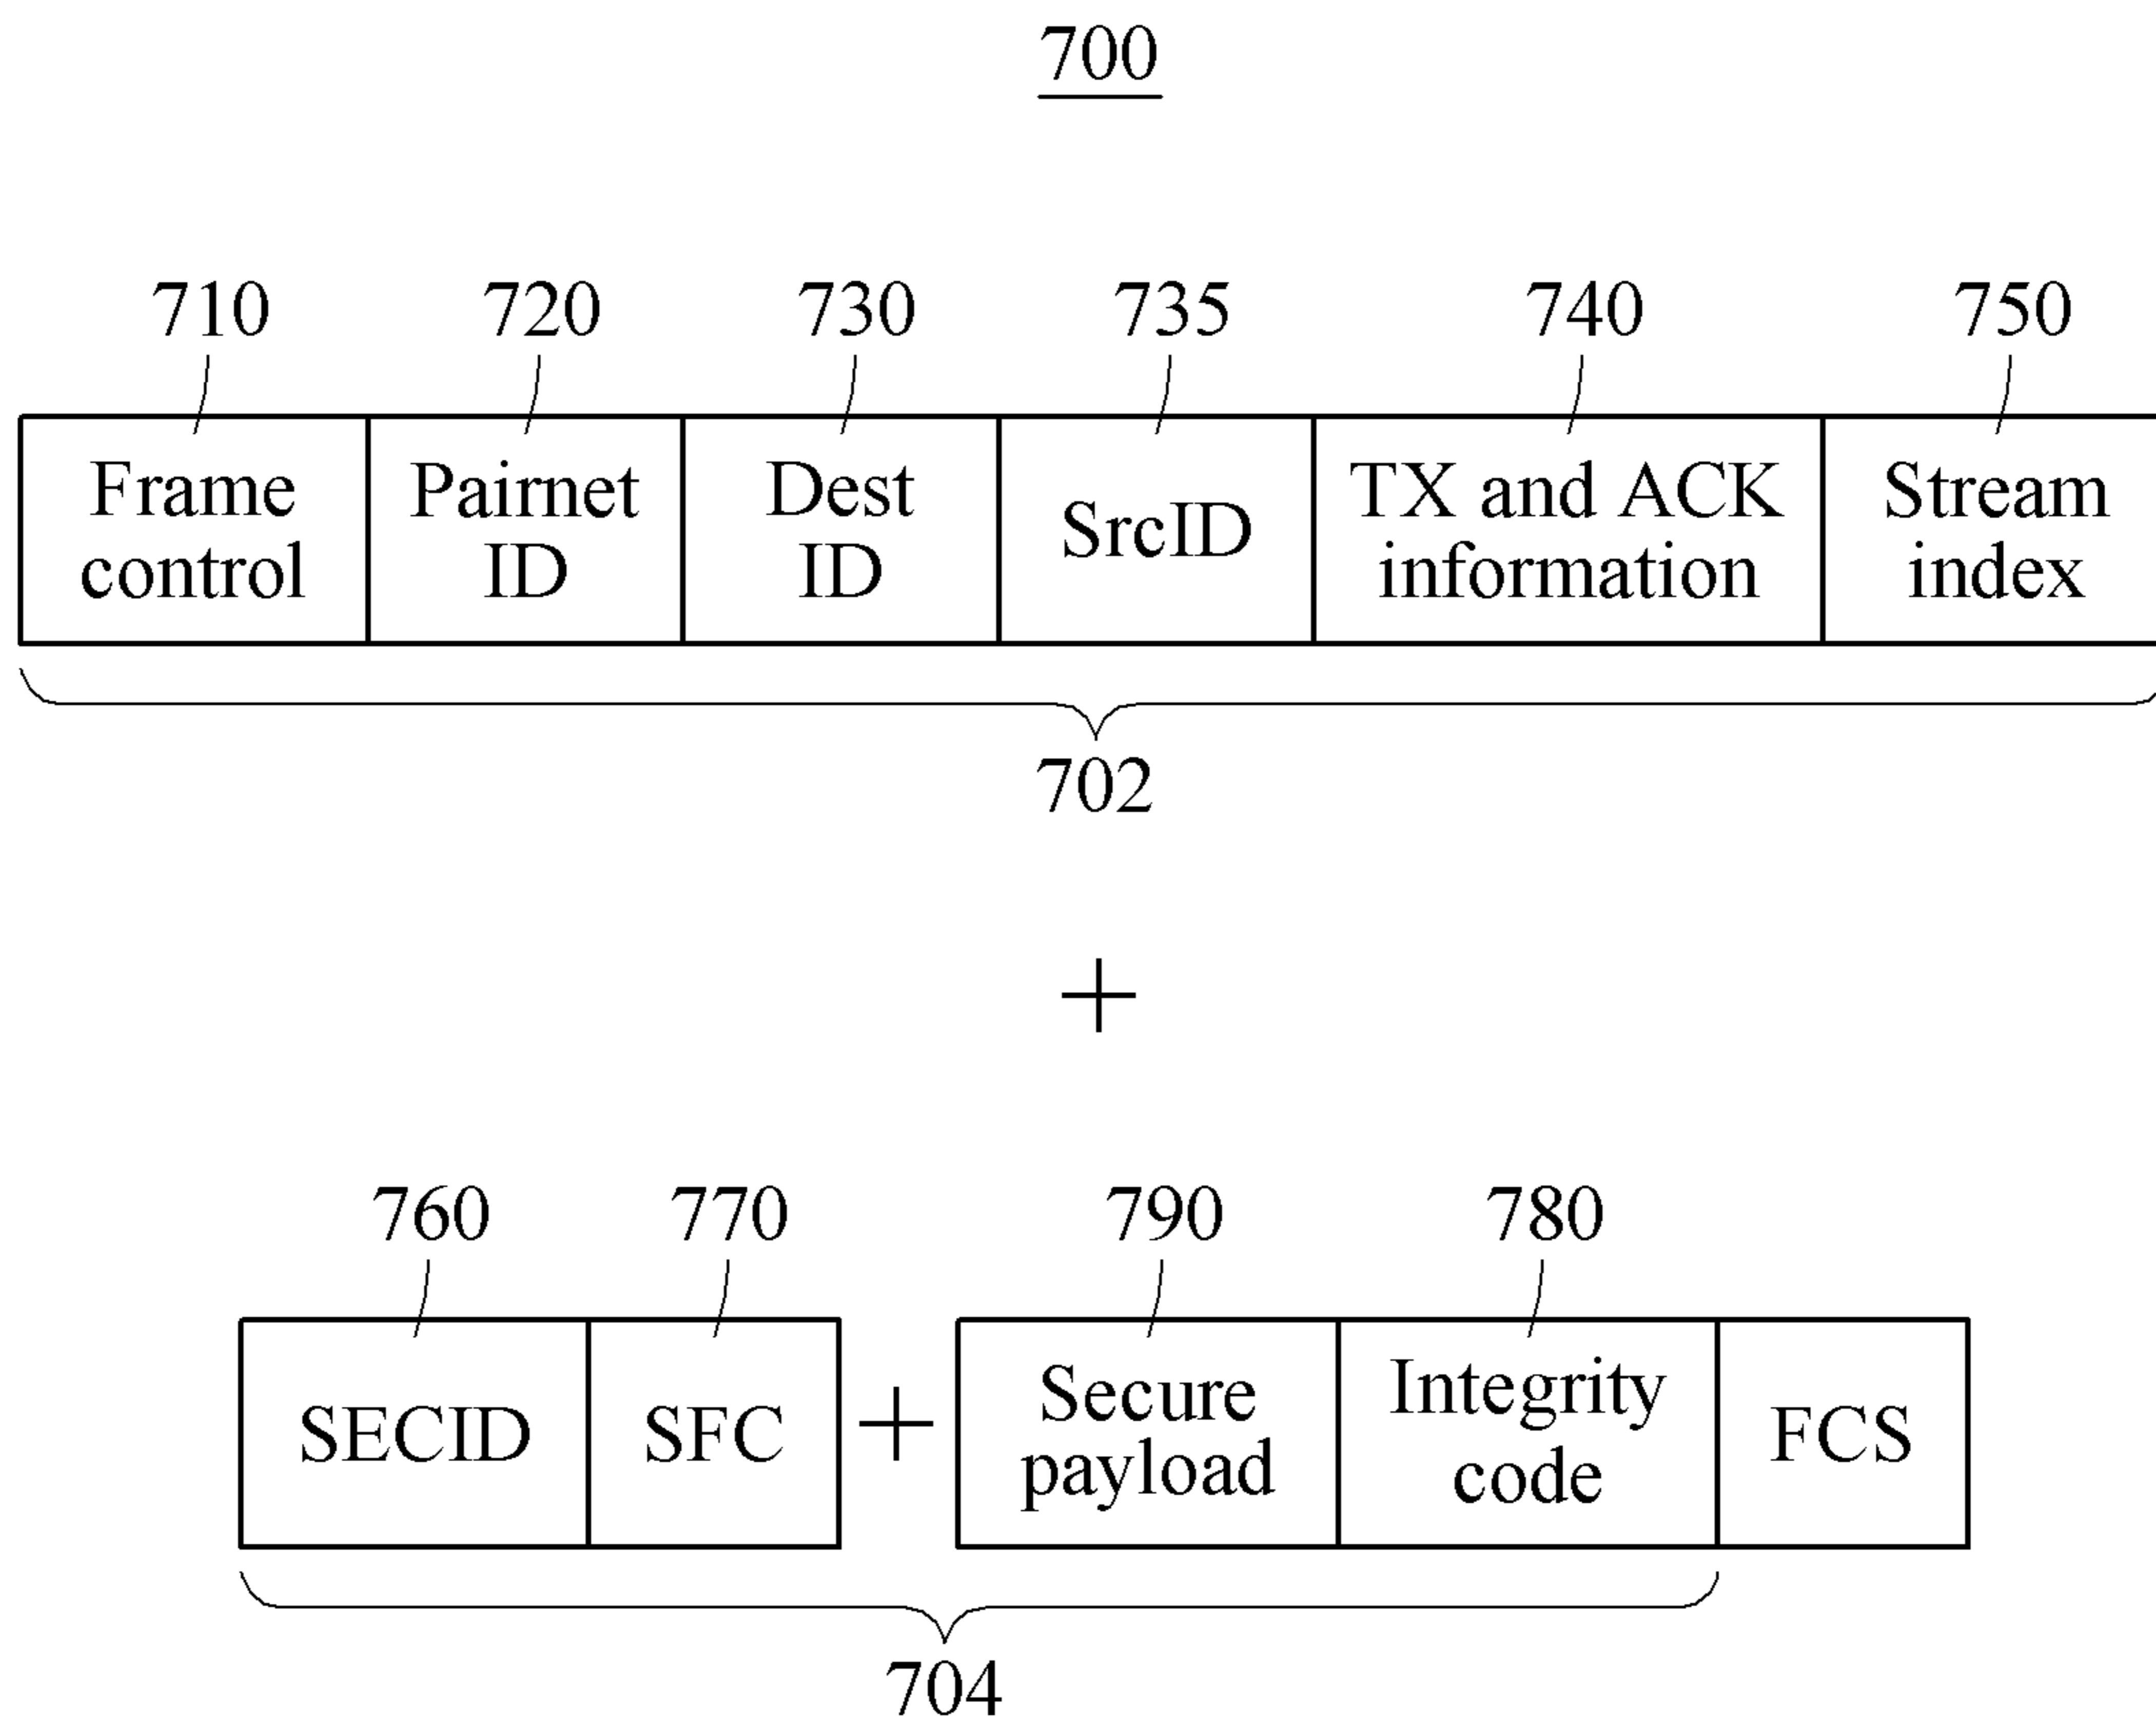 700
710 720 730 735 740 750
Frame control
Pairnet ID
Dest ID
SrcID
TX and ACK information
Stream index
702
+
760 770 790 780
SECID
SFC
+
Secure payload
Integrity code
FCS
704